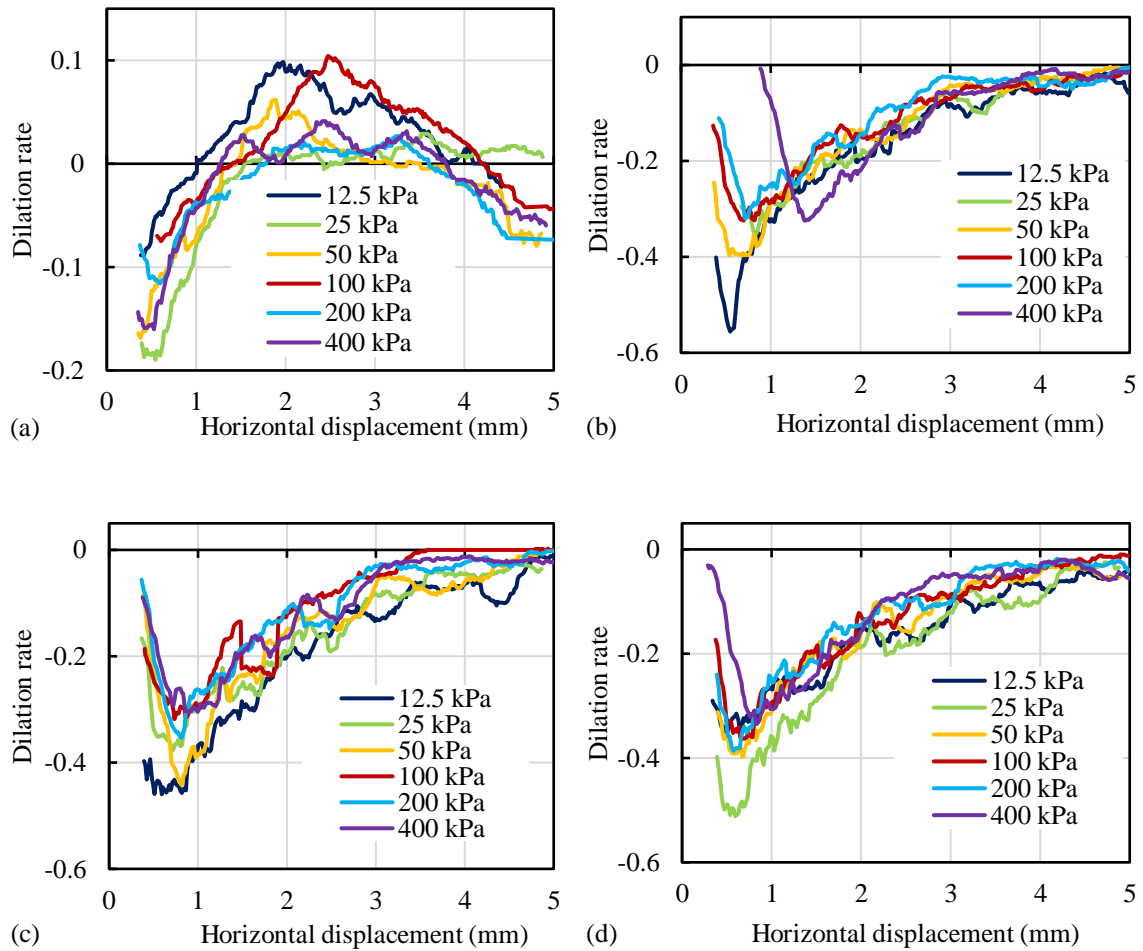 0.1
0
-0.1
-0.2
Dilation rate
12.5 kPa
25 kPa
50 kPa
100 kPa
200 kPa
400 kPa
0 1 2 3 4 5
Horizontal displacement (mm)
(a)
0
-0.2
-0.4
-0.6
Dilation rate
12.5 kPa
25 kPa
50 kPa
100 kPa
200 kPa
400 kPa
0 1 2 3 4 5
Horizontal displacement (mm)
(b)
0
-0.2
-0.4
-0.6
Dilation rate
12.5 kPa
25 kPa
50 kPa
100 kPa
200 kPa
400 kPa
0 1 2 3 4 5
Horizontal displacement (mm)
(c)
0
-0.2
-0.4
-0.6
Dilation rate
12.5 kPa
25 kPa
50 kPa
100 kPa
200 kPa
400 kPa
0 1 2 3 4 5
Horizontal displacement (mm)
(d)